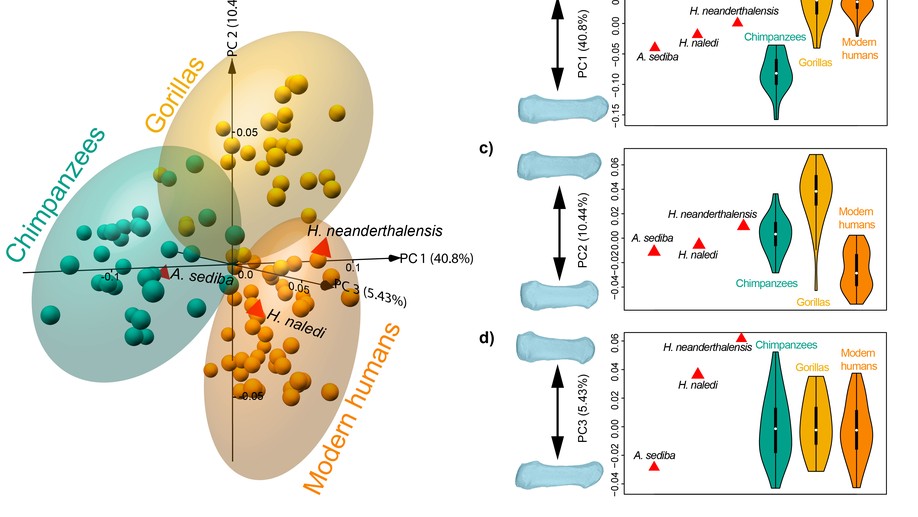 PC 2 (10.4
Gorillas
Chimpanzees
0.05
H. neanderthalensis
PC 1 (40.8%)
-0.1
A. sediba
0.0
0.1
0.05
PC 3 (5.43%)
H. naledi
-0.05
Modern humans
PC1 (40.8%)
0.00
−0.05
−0.10
−0.15
H. neanderthalensis
H. naledi
A. sediba
Chimpanzees
Gorillas
Modern
humans
c)
PC2 (10.44%)
0.06
0.04
0.02
0.00
−0.02
−0.04
H. neanderthalensis
A. sediba
H. naledi
Chimpanzees
Gorillas
Modern
humans
d)
PC3 (5.43%)
0.06
0.04
0.02
0.00
−0.02
−0.04
H. neanderthalensis
H. naledi
A. sediba
Chimpanzees
Gorillas
Modern
humans